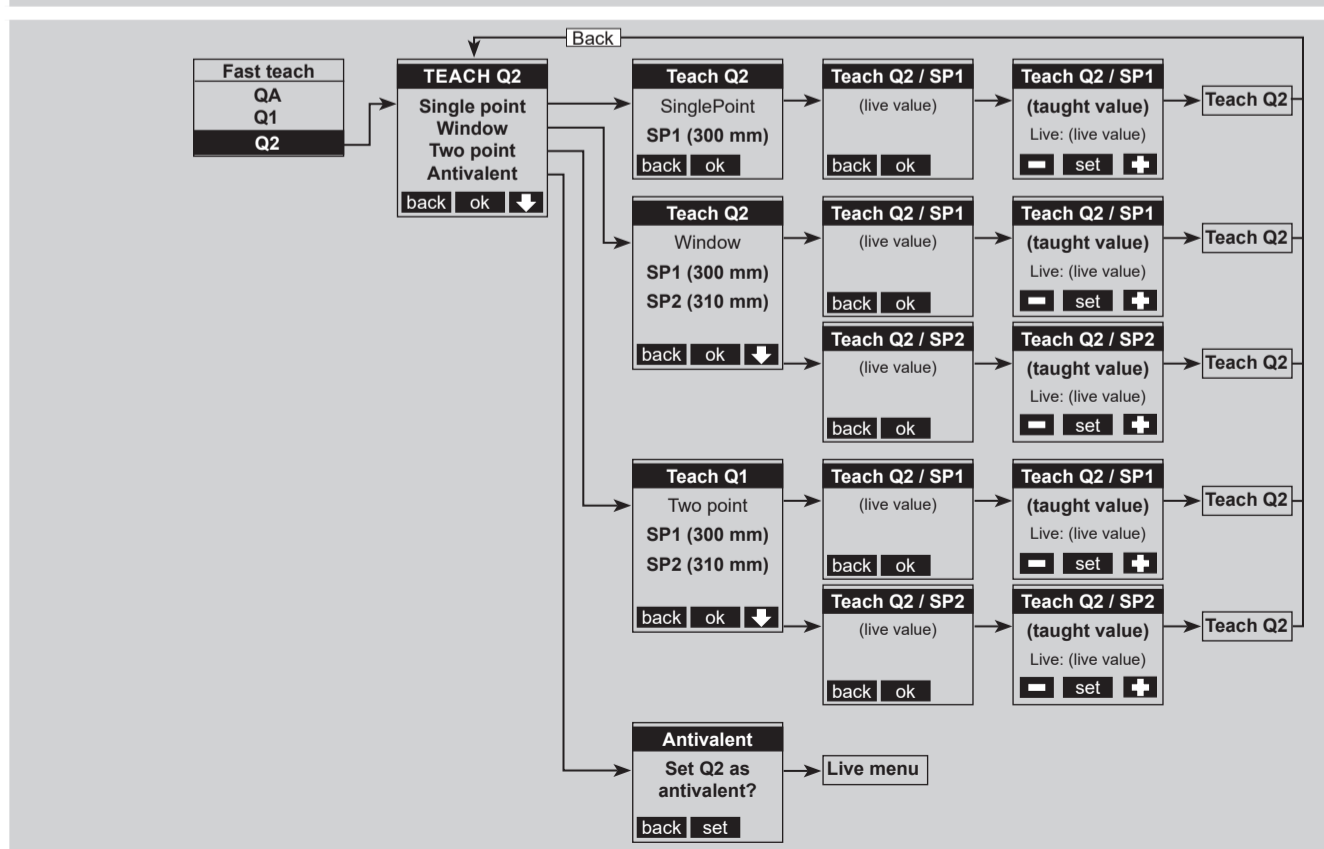 Back
Fast teach
QA
Q1
Q2
TEACH Q2
Single point
Window
Two point
Antivalent
back ok
Teach Q2
SinglePoint
SP1 (300 mm)
back ok
Teach Q2 / SP1
(live value)
back ok
Teach Q2 / SP1
(taught value)
Live: (live value)
set
Teach Q2
Teach Q2
Window
SP1 (300 mm)
SP2 (310 mm)
back ok
Teach Q2 / SP1
(live value)
back ok
Teach Q2 / SP1
(taught value)
Live: (live value)
set
Teach Q2
Teach Q2 / SP2
(live value)
back ok
Teach Q2 / SP2
(taught value)
Live: (live value)
set
Teach Q2
Teach Q1
Two point
SP1 (300 mm)
SP2 (310 mm)
back ok
Teach Q2 / SP1
(live value)
back ok
Teach Q2 / SP1
(taught value)
Live: (live value)
set
Teach Q2
Teach Q2 / SP2
(live value)
back ok
Teach Q2 / SP2
(taught value)
Live: (live value)
set
Teach Q2
Antivalent
Set Q2 as
antivalent?
back set
Live menu